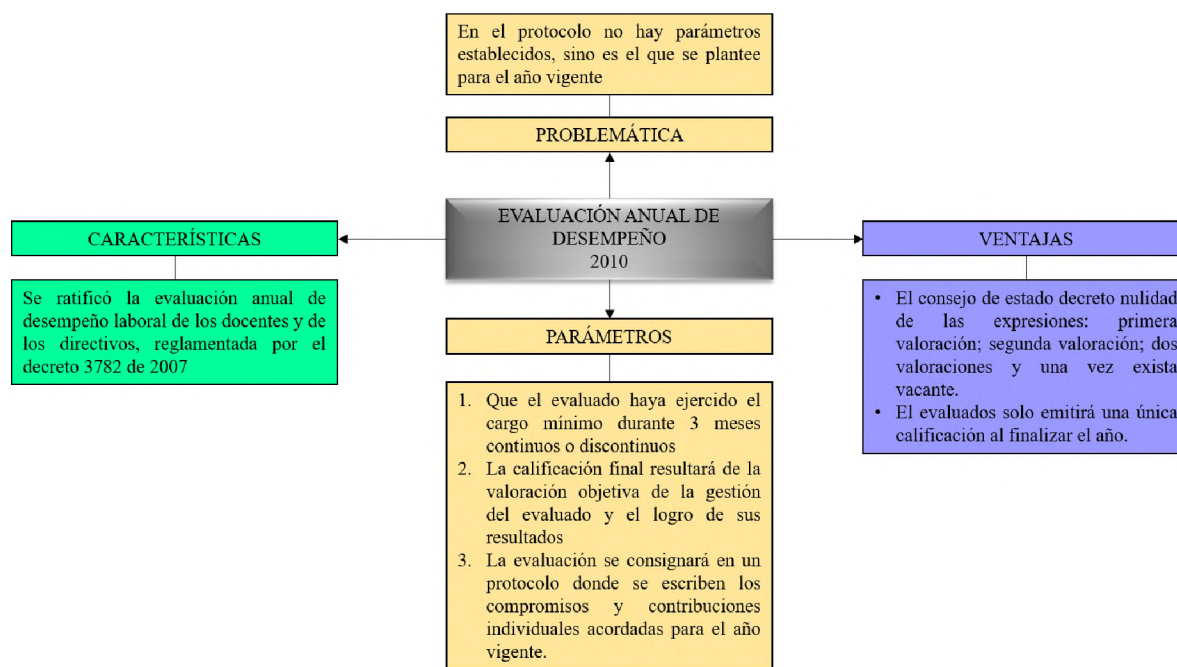 En el protocolo no hay parámetros
establecidos, sino es el que se plantee
para el año vigente
PROBLEMÁTICA
EVALUACIÓN ANUAL DE
DESEMPEÑO
2010
CARACTERÍSTICAS
Se ratificó la evaluación anual de
desempeño laboral de los docentes y de
los directivos, reglamentada por el
decreto 3782 de 2007
VENTAJAS
• El consejo de estado decreto nulidad
de las expresiones: primera
valoración; segunda valoración; dos
valoraciones y una vez exista
vacante.
• El evaluados solo emitirá una única
calificación al finalizar el año.
PARÁMETROS
1. Que el evaluado haya ejercido el
cargo mínimo durante 3 meses
continuos o discontinuos
2. La calificación final resultará de la
valoración objetiva de la gestión
del evaluado y el logro de sus
resultados
3. La evaluación se consignará en un
protocolo donde se escriben los
compromisos y contribuciones
individuales acordadas para el año
vigente.